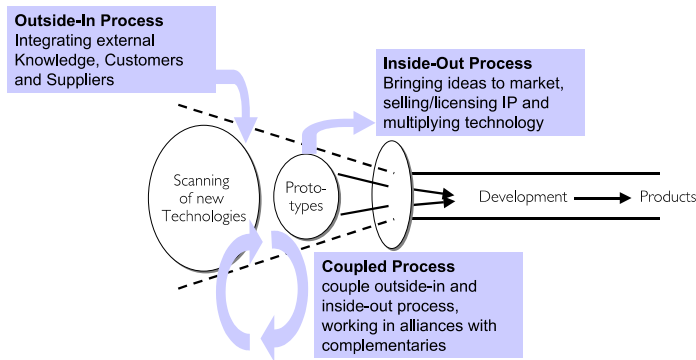 Outside-In Process
Integrating external
Knowledge, Customers
and Suppliers
Inside-Out Process
Bringing ideas to market,
selling/licensing IP and
multiplying technology
Scanning
of new
Technologies
Proto-
types
Development
Products
Coupled Process
couple outside-in and
inside-out process,
working in alliances with
complementaries